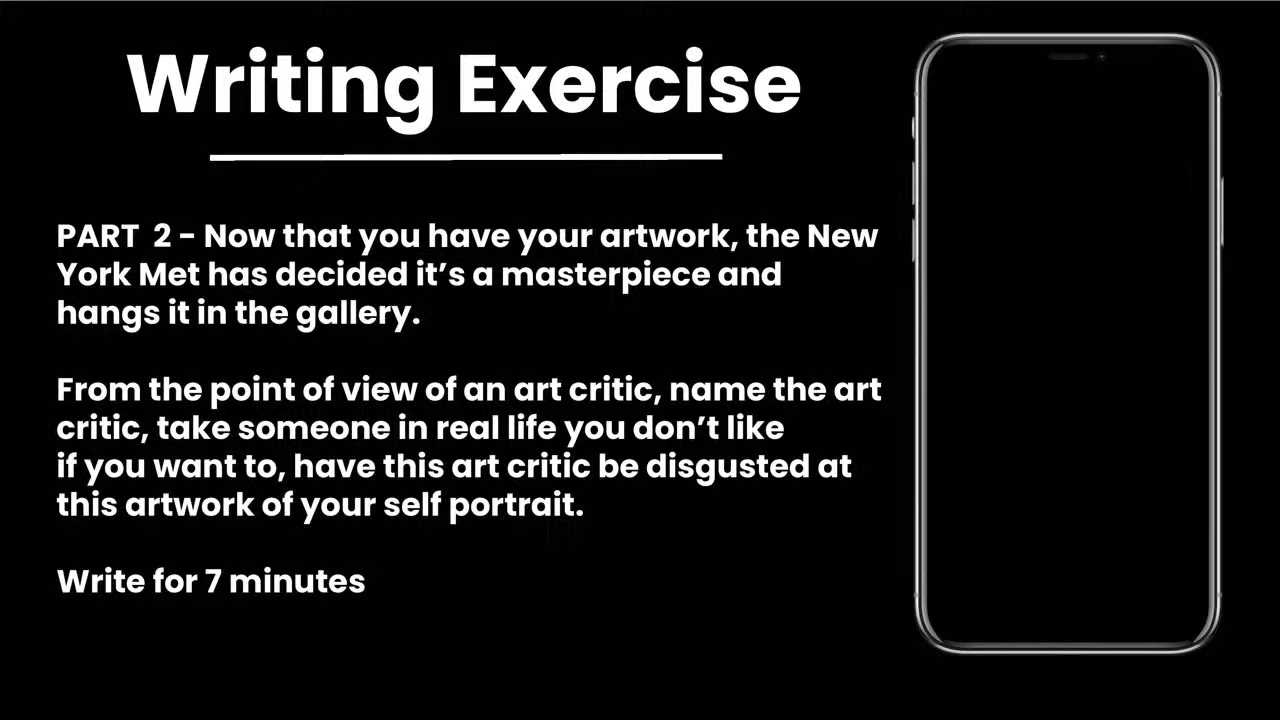 Writing Exercise
PART 2 - Now that you have your artwork, the New
York Met has decided it's a masterpiece and
hangs it in the gallery.
From the point of view of an art critic, name the art
critic, take someone in real life you don't like
if you want to, have this art critic be disgusted at
this artwork of your self portrait.
Write for 7 minutes